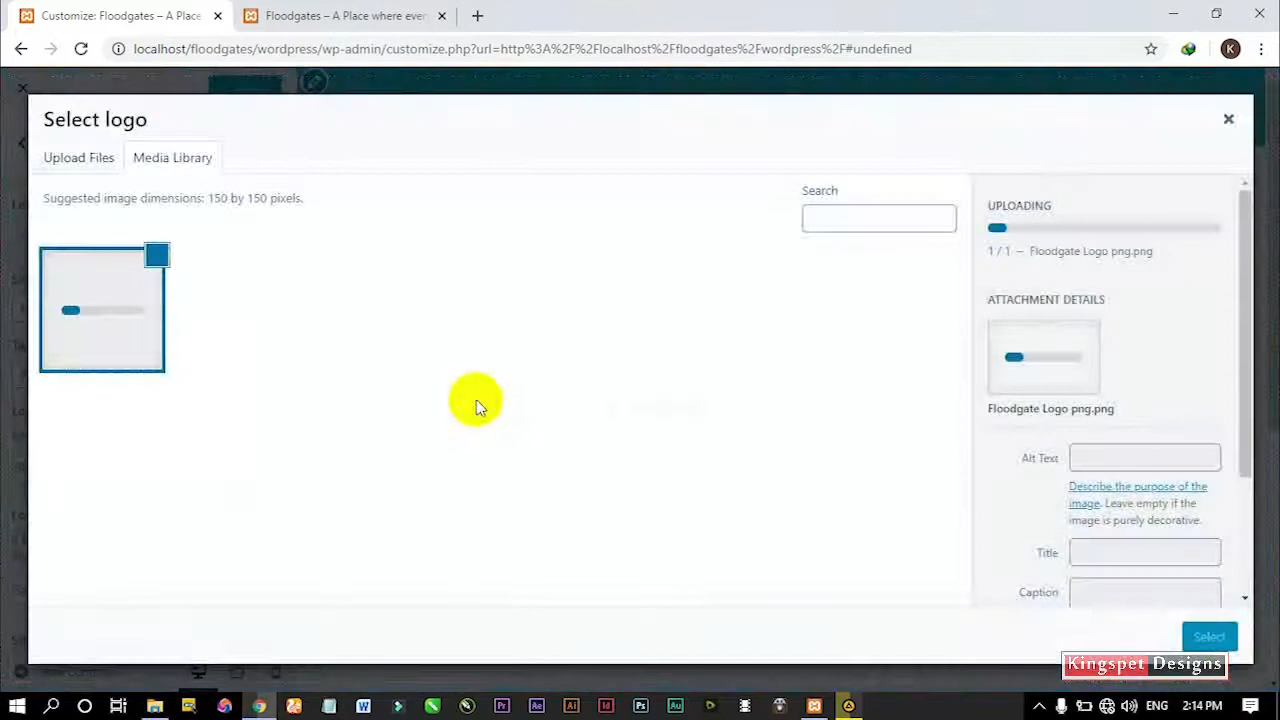 Customize: Floodgates – A Place
Floodgates – A Place where ever
localhost/floodgates/wordpress/wp-admin/customize.php?url=http%3A%2F%2Flocalhost%2Ffloodgates%2Fwordpress%2F#undefined
K
Select logo
Upload Files
Media Library
Suggested image dimensions: 150 by 150 pixels.
Search
UPLOADING
1 / 1 – Floodgate Logo png.png
ATTACHMENT DETAILS
Floodgate Logo png.png
Alt Text
Describe the purpose of the
image. Leave empty if the
image is purely decorative.
Title
Caption
Select
Kingspet Designs
ENG
2:14 PM